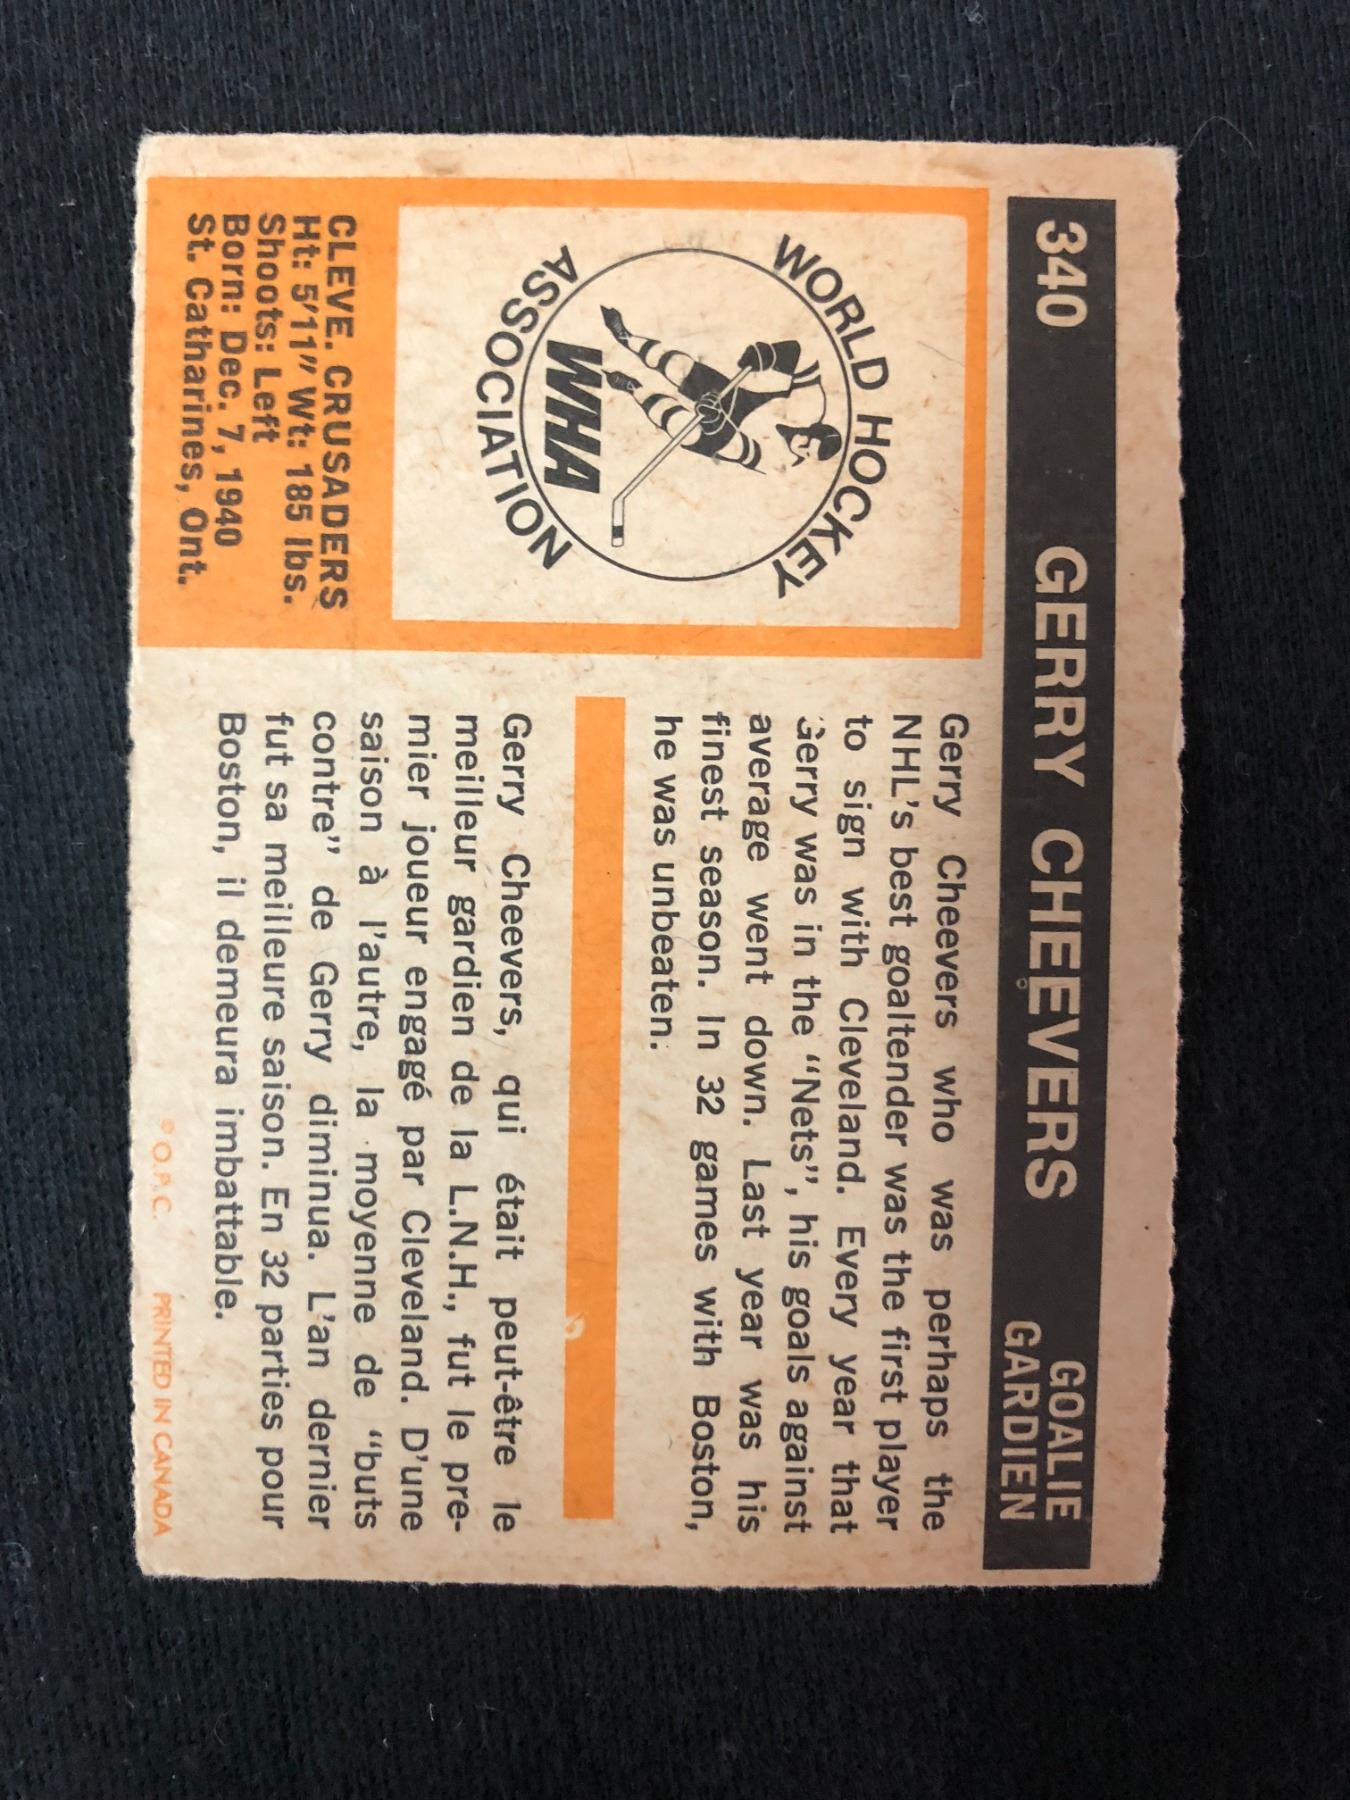 340 GERRY CHEEVERS GOALIE
GARDIEN
WORLD HOCKEY
WHA
ASSOCIATION
CLEVE. CRUSADERS
Ht: 5'11" Wt: 185 lbs.
Shoots: Left
Born: Dec. 7, 1940
St. Catharines, Ont.
Gerry Cheevers who was perhaps the
NHL's best goaltender was the first player
to sign with Cleveland. Every year that
Gerry was in the "Nets", his goals against
average went down. Last year was his
finest season. In 32 games with Boston,
he was unbeaten.
Gerry Cheevers, qui était peut-être le
meilleur gardien de la L.N.H., fut le pre-
mier joueur engagé par Cleveland. D'une
saison à l'autre, la moyenne de "buts
contre" de Gerry diminua. L'an dernier
fut sa meilleure saison. En 32 parties pour
Boston, il demeura imbattable.
© O.P.C. PRINTED IN CANADA